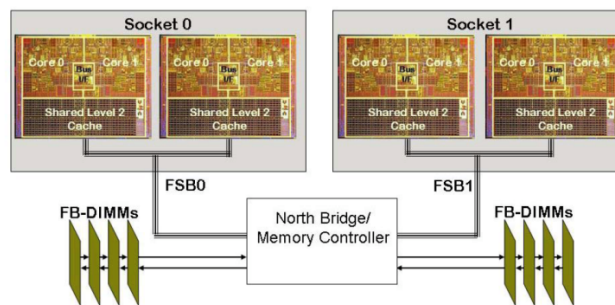 Socket 0
Socket 1
Core 0 Core 1
Bus
I/F
Shared Level 2
Cache
Core 0 Core 1
Bus
I/F
Shared Level 2
Cache
Core 0 Core 1
Bus
I/F
Shared Level 2
Cache
Core 0 Core 1
Bus
I/F
Shared Level 2
Cache
FSB0
FSB1
FB-DIMMs
North Bridge/
Memory Controller
FB-DIMMs